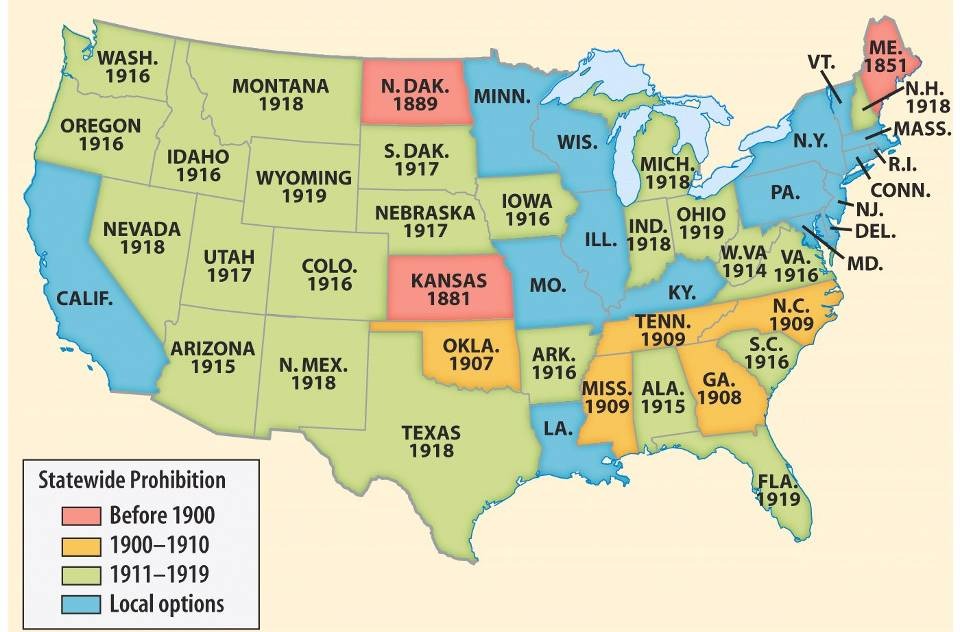 WASH.
1916
MONTANA
1918
N. DAK.
1889
MINN.
VT.
ME.
1851
N.H.
1918
MASS.
R.I.
CONN.
NJ.
DEL.
MD.
OREGON
1916
IDAHO
1916
WYOMING
1919
S. DAK.
1917
WIS.
MICH.
1918
N.Y.
PA.
NEVADA
1918
UTAH
1917
COLO.
1916
NEBRASKA
1917
IOWA
1916
ILL.
IND.
1918
OHIO
1919
W.VA
1914
VA.
1916
CALIF.
KANSAS
1881
MO.
KY.
ARIZONA
1915
N. MEX.
1918
OKLA.
1907
ARK.
1916
TENN.
1909
N.C.
1909
S.C.
1916
TEXAS
1918
LA.
MISS.
1909
ALA.
1915
GA.
1908
FLA.
1919
Statewide Prohibition
Before 1900
1900–1910
1911–1919
Local options